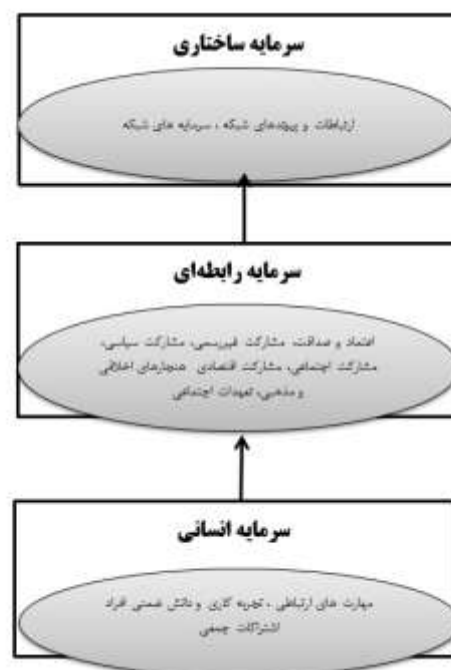 سرمایه ساختاری
ارتباطات و پیوندهای شبکه ، سرمایه های شبکه
سرمایه رابطه‌ای
اعتماد و صداقت، مشارکت غیررسمی، مشارکت سیاسی،
مشارکت اجتماعی، مشارکت اقتصادی هنجارهای اخلاقی
و مذهبی، تعهدات اجتماعی
سرمایه انسانی
مهارت های ارتباطی ، تجربه کاری و دانش ضمنی افراد
اشتراکات جمعی